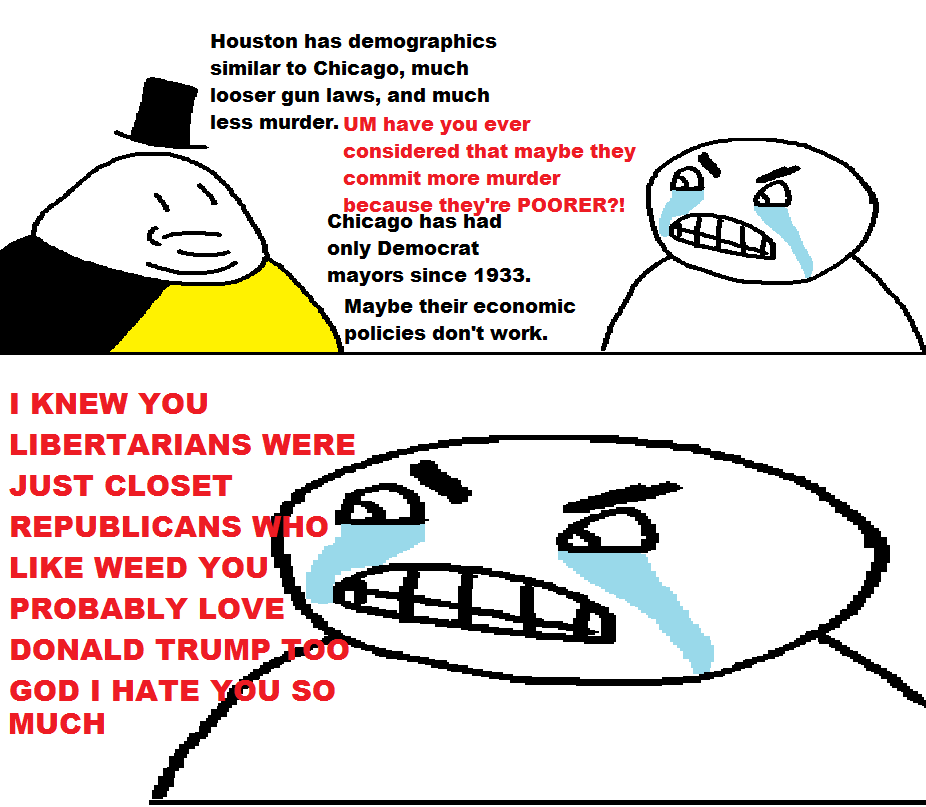 Houston has demographics
similar to Chicago, much
looser gun laws, and much
less murder.
UM have you ever
considered that maybe they
commit more murder
because they're POORER?!
Chicago has had
only Democrat
mayors since 1933.
Maybe their economic
policies don't work.
I KNEW YOU
LIBERTARIANS WERE
JUST CLOSET
REPUBLICANS WHO
LIKE WEED YOU
PROBABLY LOVE
DONALD TRUMP TOO
GOD I HATE YOU SO
MUCH